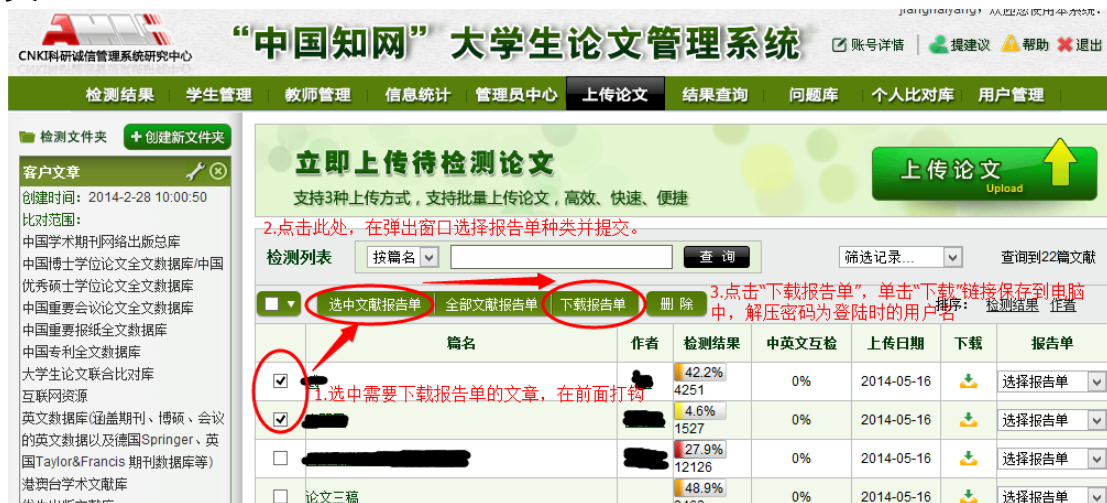 jianghaiyang，欢迎您使用本系统.
CNKI科研诚信管理系统研究中心
“中国知网”大学生论文管理系统
账号详情 提建议 帮助 退出
检测结果 学生管理 教师管理 信息统计 管理员中心 上传论文 结果查询 问题库 个人比对库 用户管理
检测文件夹 +创建新文件夹
客户文章
创建时间：2014-2-28 10:00:50
比对范围：
中国学术期刊网络出版总库
中国博士学位论文全文数据库/中国
优秀硕士学位论文全文数据库
中国重要会议论文全文数据库
中国重要报纸全文数据库
中国专利全文数据库
大学生论文联合比对库
互联网资源
英文数据库(涵盖期刊、博硕、会议
的英文数据以及德国Springer、英
国Taylor&Francis 期刊数据库等)
港澳台学术文献库
立即上传待检测论文
支持3种上传方式，支持批量上传论文，高效、快速、便捷
上传论文
Upload
2.点击此处，在弹出窗口选择报告单种类并提交。
检测列表 按篇名 查询 筛选记录... 查询到22篇文献
选中文献报告单 全部文献报告单 下载报告单 删除
3.点击“下载报告单”，单击“下载”链接保存到电脑
中，解压密码为登陆时的用户名
排序： 检测结果 作者
篇名 作者 检测结果 中英文互检 上传日期 下载 报告单
42.2%
4251
0% 2014-05-16 选择报告单
1.选中需要下载报告单的文章，在前面打钩
4.6%
1527
0% 2014-05-16 选择报告单
27.9%
12126
0% 2014-05-16 选择报告单
论文三稿
48.9%
0% 2014-05-16 选择报告单